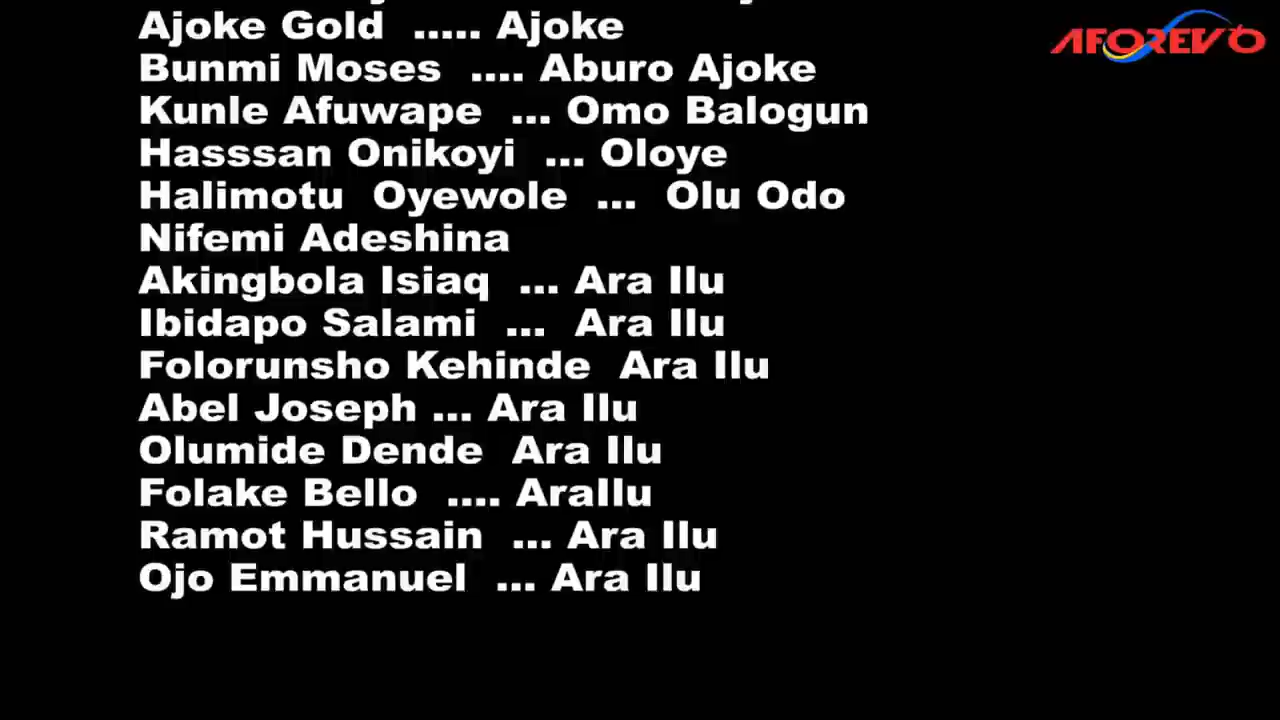 Ajoke Gold ..... Ajoke
Bunmi Moses .... Aburo Ajoke
Kunle Afuwape ... Omo Balogun
Hasssan Onikoyi ... Oloye
Halimotu Oyewole ... Olu Odo
Nifemi Adeshina
Akingbola Isiaq ... Ara Ilu
Ibidapo Salami ... Ara Ilu
Folorunsho Kehinde Ara Ilu
Abel Joseph ... Ara Ilu
Olumide Dende Ara Ilu
Folake Bello .... AraIlu
Ramot Hussain ... Ara Ilu
Ojo Emmanuel ... Ara Ilu
AFOREVO